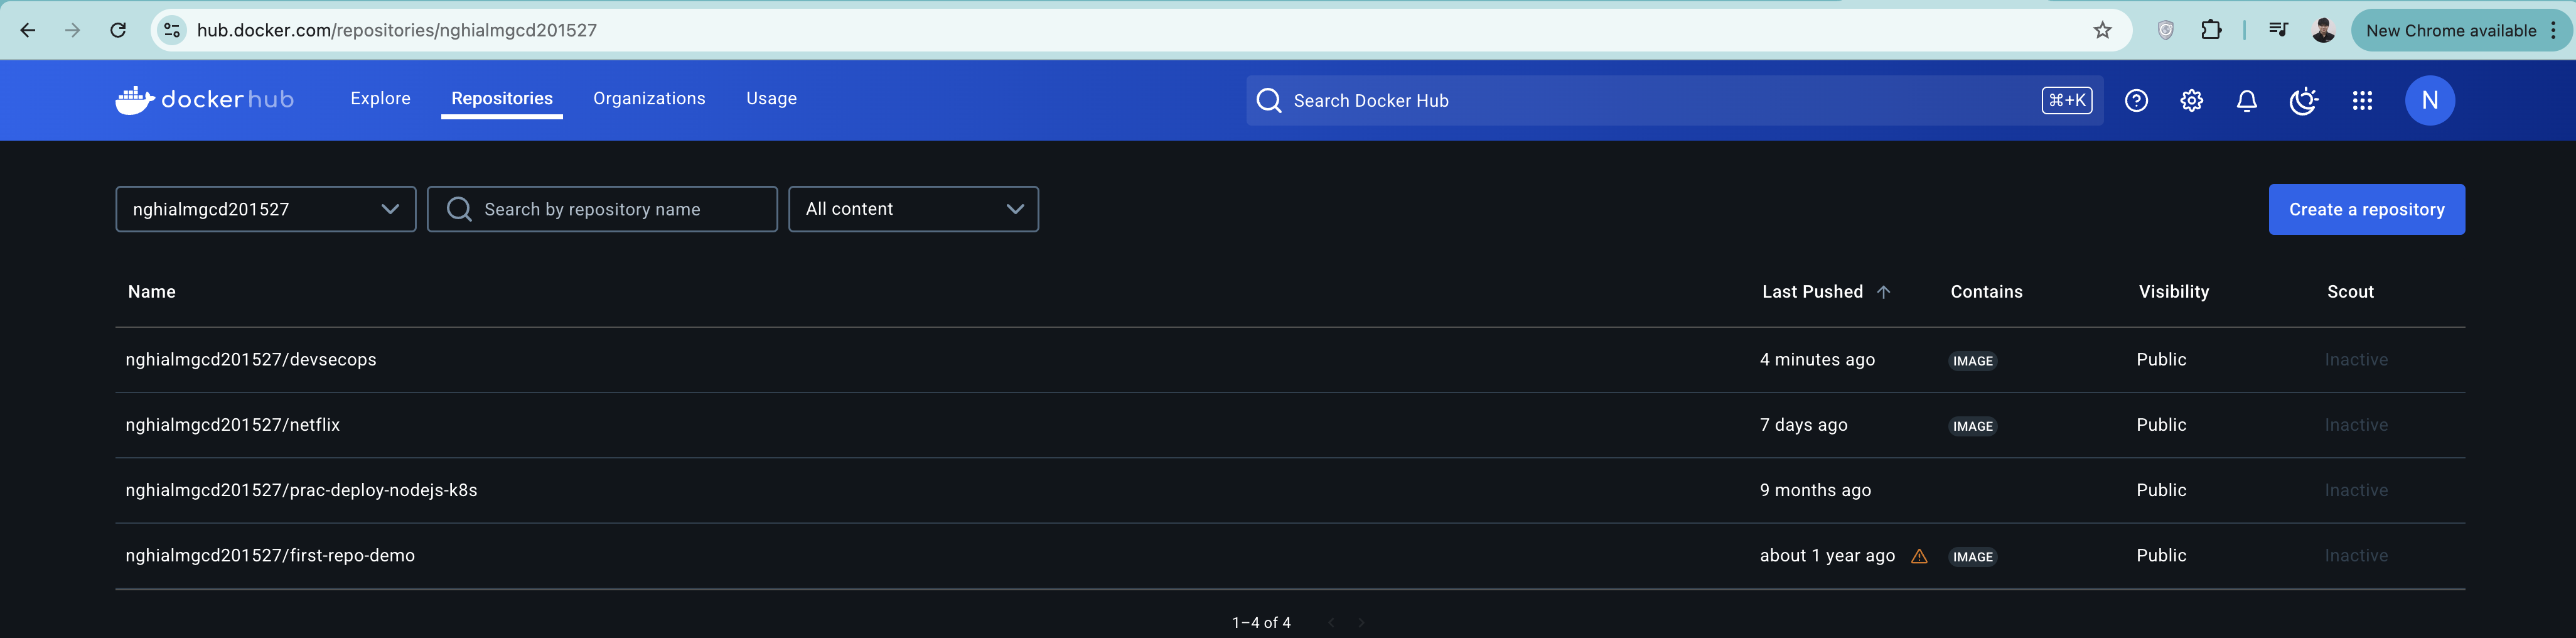 hub.docker.com/repositories/nghialmgcd201527
New Chrome available
dockerhub Explore Repositories Organizations Usage Search Docker Hub ⌘+K N
nghialmgcd201527 Search by repository name All content Create a repository
Name Last Pushed Contains Visibility Scout
nghialmgcd201527/devsecops 4 minutes ago IMAGE Public Inactive
nghialmgcd201527/netflix 7 days ago IMAGE Public Inactive
nghialmgcd201527/prac-deploy-nodejs-k8s 9 months ago Public Inactive
nghialmgcd201527/first-repo-demo about 1 year ago IMAGE Public Inactive
1–4 of 4